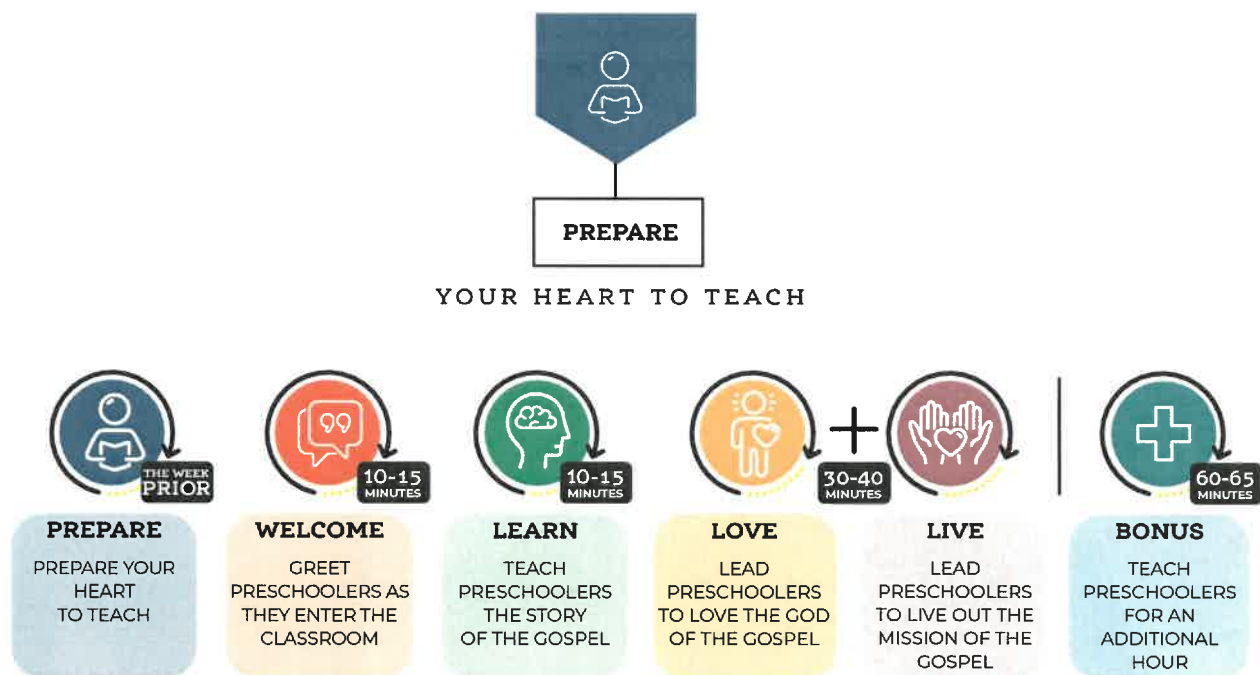 PREPARE
YOUR HEART TO TEACH
THE WEEK
PRIOR
10-15
MINUTES
10-15
MINUTES
30-40
MINUTES
60-65
MINUTES
PREPARE
PREPARE YOUR
HEART
TO TEACH
WELCOME
GREET
PRESCHOOLERS AS
THEY ENTER THE
CLASSROOM
LEARN
TEACH
PRESCHOOLERS
THE STORY
OF THE GOSPEL
LOVE
LEAD
PRESCHOOLERS
TO LOVE THE GOD
OF THE GOSPEL
LIVE
LEAD
PRESCHOOLERS
TO LIVE OUT THE
MISSION OF THE
GOSPEL
BONUS
TEACH
PRESCHOOLERS
FOR AN
ADDITIONAL
HOUR